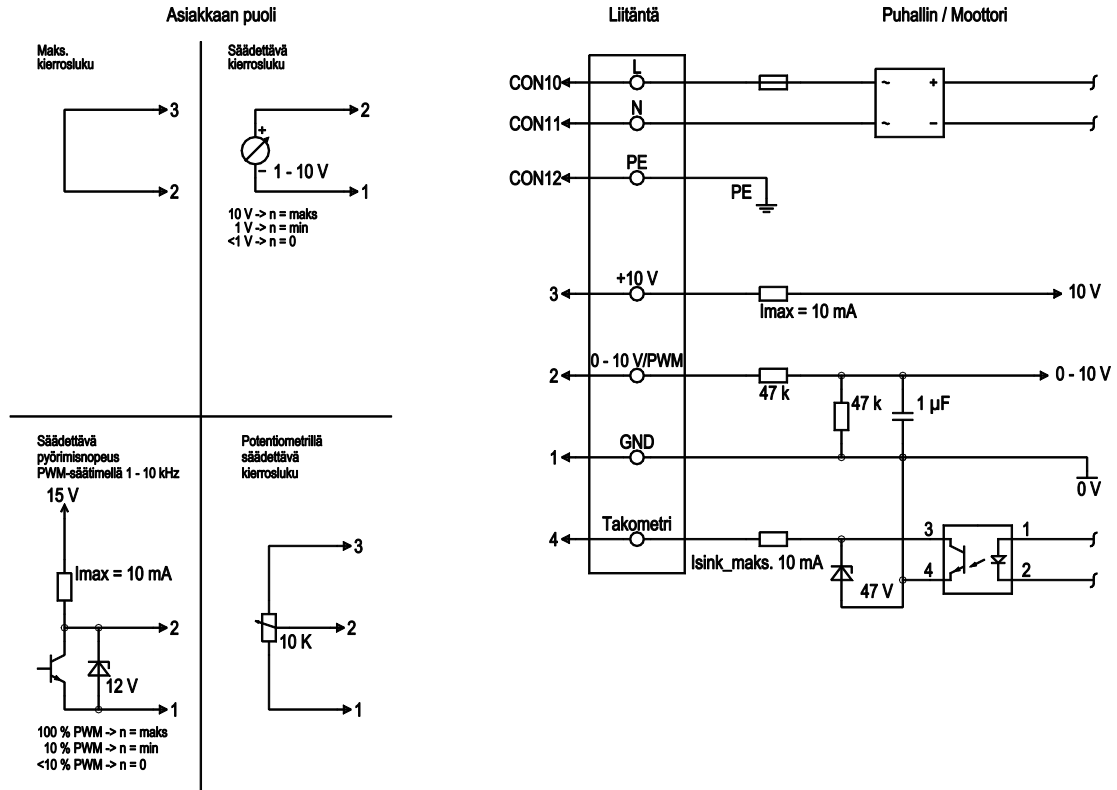 Asiakkaan puoli
Liitäntä
Puhallin / Moottori
Maks.
kierrosluku
3
2
Säädettävä
kierrosluku
2
+
– 1 - 10 V
1
10 V -> n = maks
1 V -> n = min
<1 V -> n = 0
Säädettävä
pyörimisnopeus
PWM-säätimellä 1 - 10 kHz
15 V
Imax = 10 mA
2
12 V
1
100 % PWM -> n = maks
10 % PWM -> n = min
<10 % PWM -> n = 0
Potentiometrillä
säädettävä
kierrosluku
3
2
10 K
1
CON10
L
~
+
CON11
N
~
–
CON12
PE
PE
3
+10 V
Imax = 10 mA
10 V
2
0 - 10 V/PWM
47 k
47 k
1 µF
0 - 10 V
1
GND
0 V
4
Takometri
Isink_maks. 10 mA
47 V
3
4
1
2